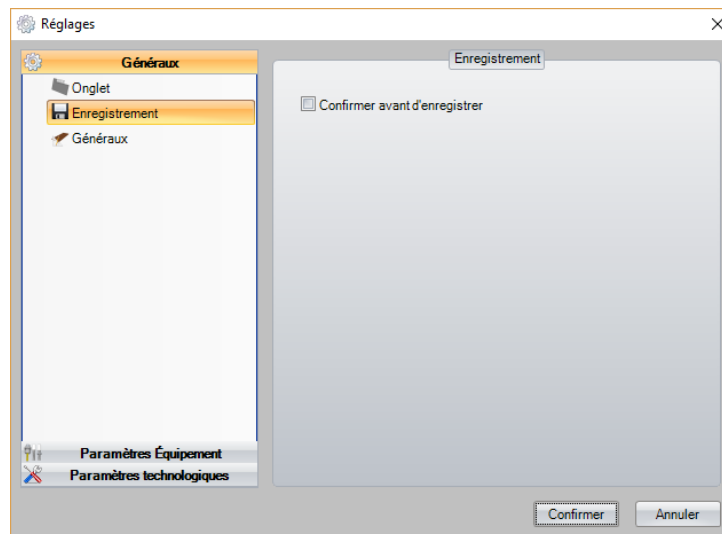 Réglages
Généraux
Onglet
Enregistrement
Généraux
Paramètres Équipement
Paramètres technologiques
Enregistrement
Confirmer avant d'enregistrer
Confirmer
Annuler